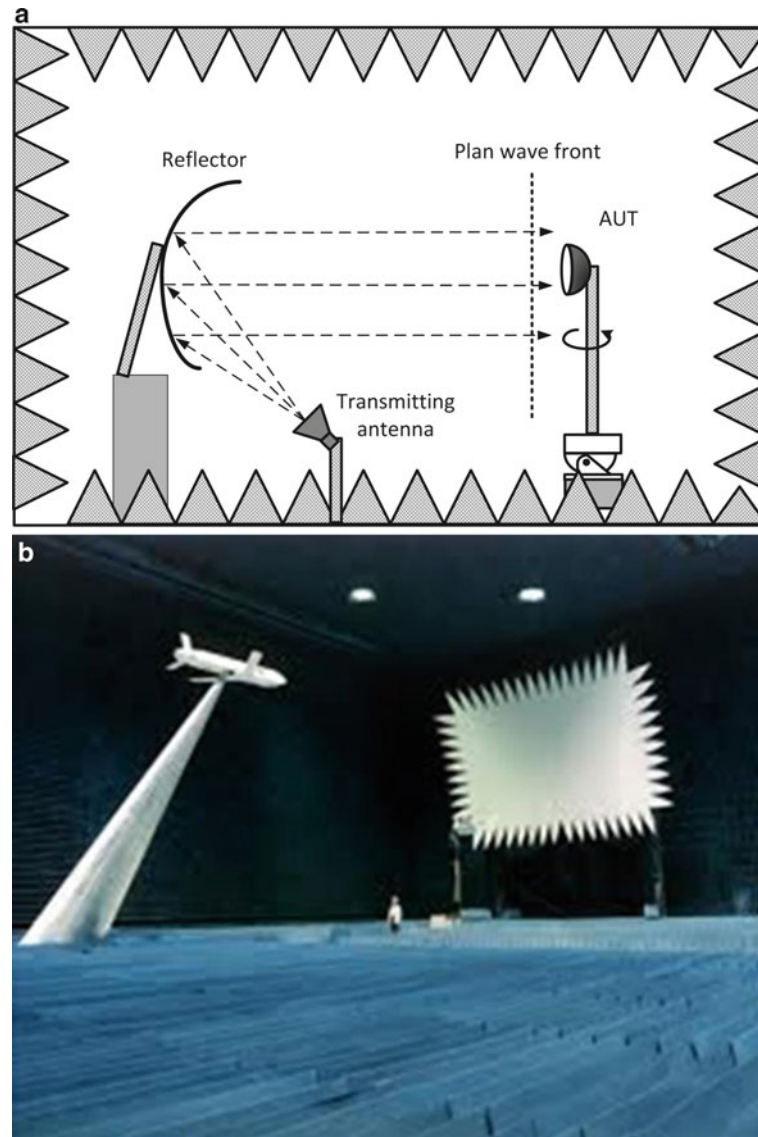 a
Reflector
Plan wave front
AUT
Transmitting
antenna
b